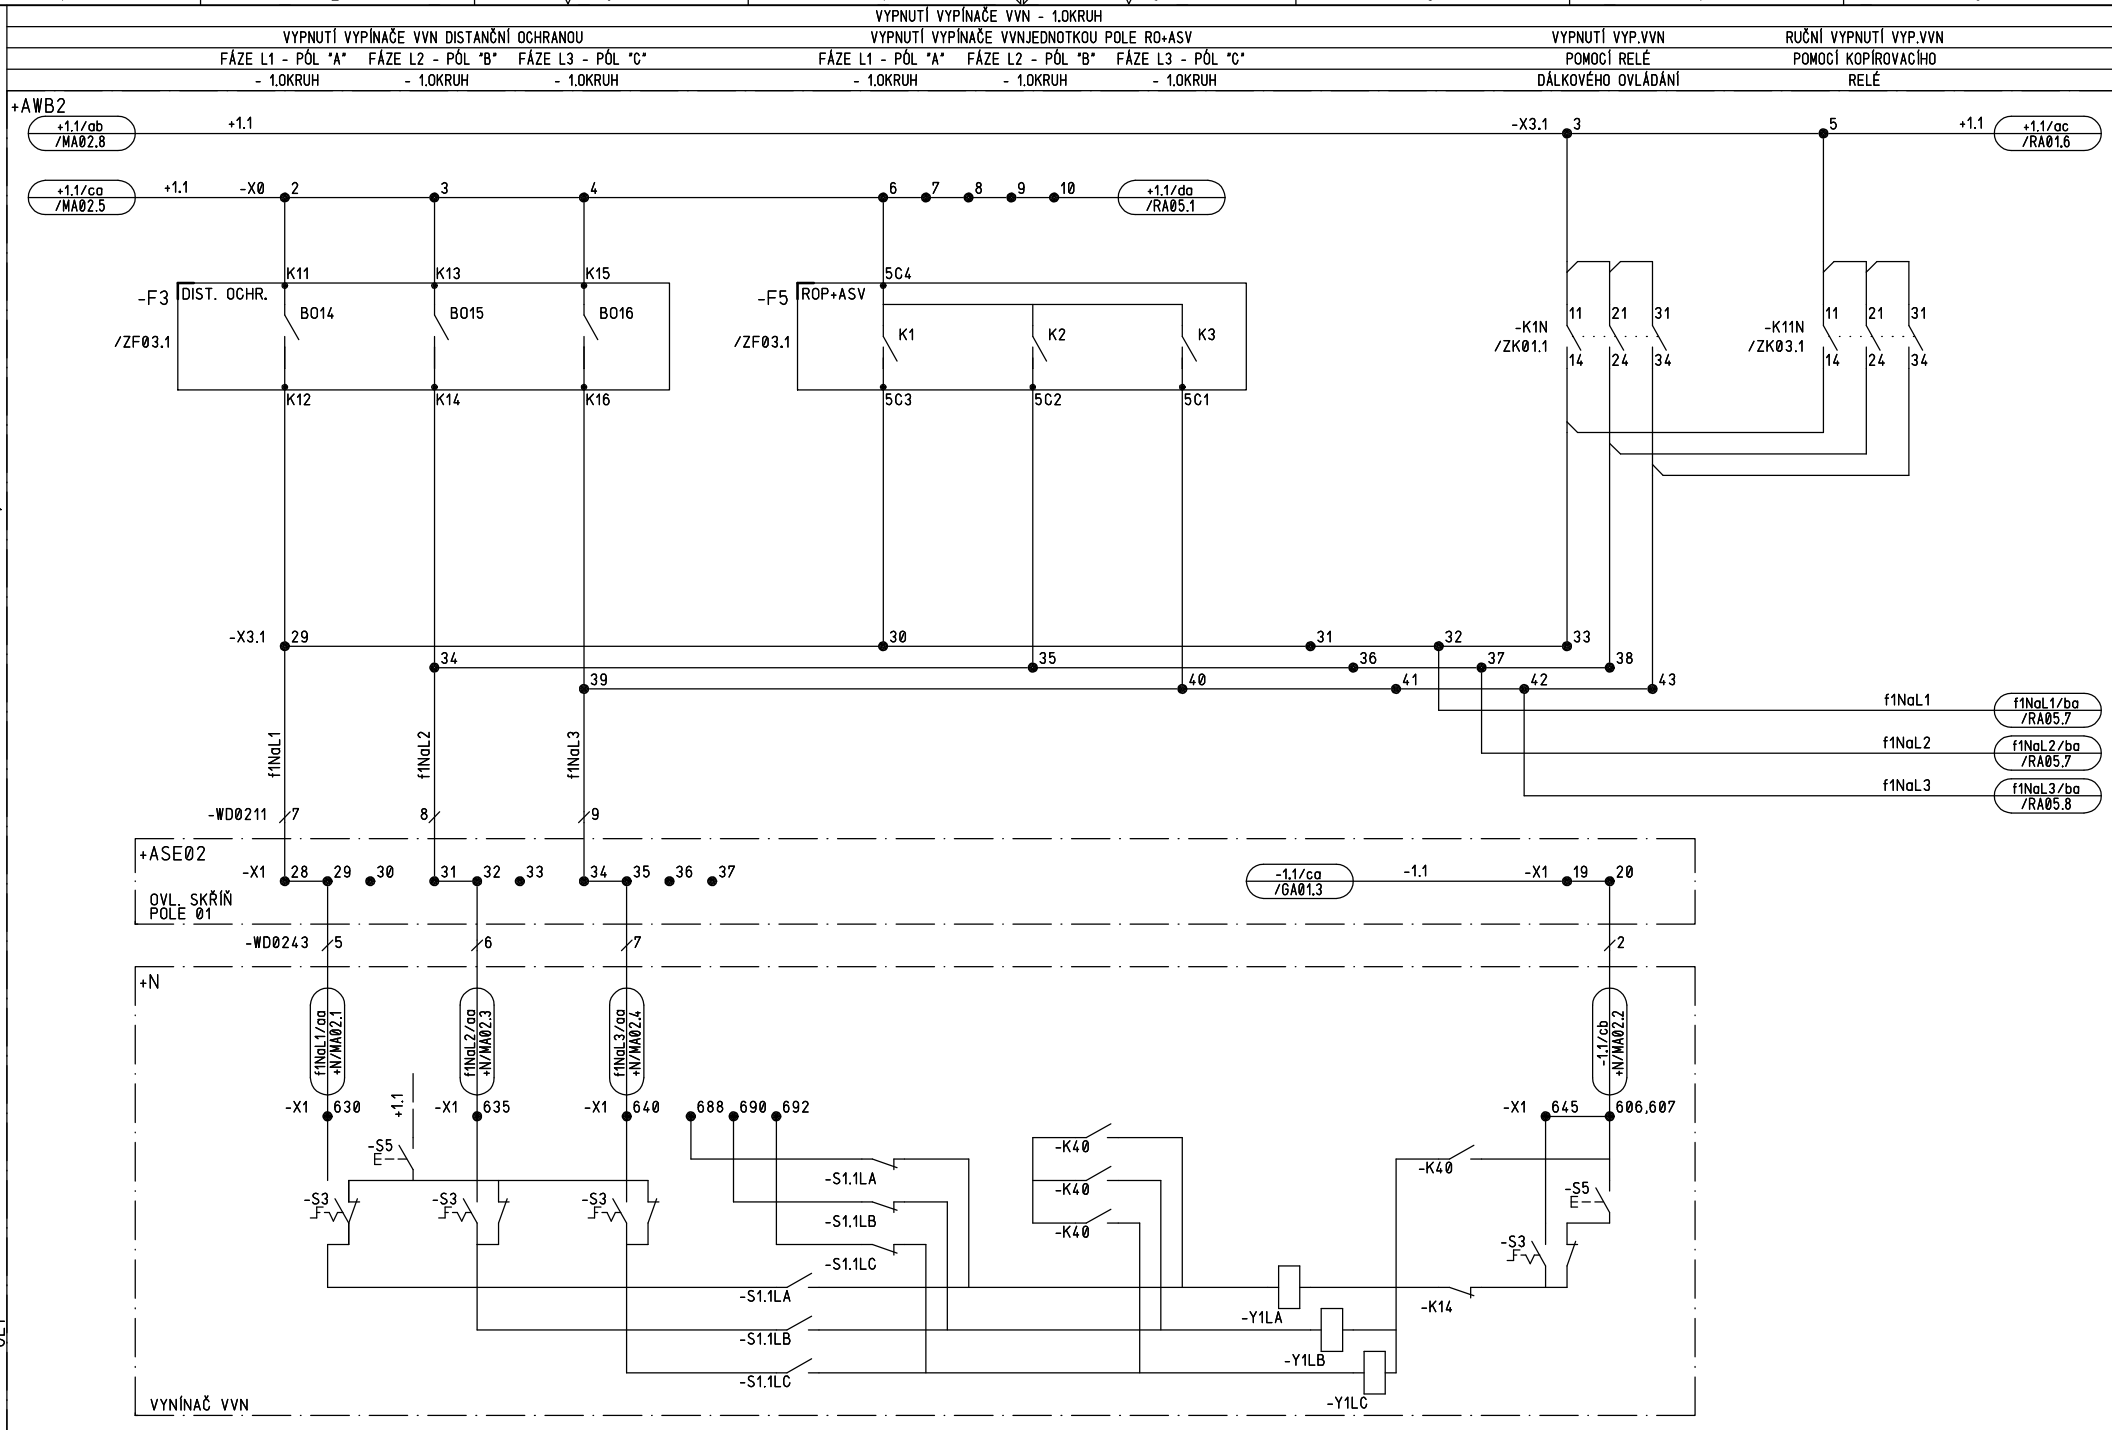 VYPNUTÍ VYPÍNAČE VVN - 1.OKRUH
VYPNUTÍ VYPÍNAČE VVN DISTANČNÍ OCHRANOU
VYPNUTÍ VYPÍNAČE VVNJEDNOTKOU POLE RO+ASV
VYPNUTÍ VYP.VVN
RUČNÍ VYPNUTÍ VYP.VVN
FÁZE L1 - PÓL "A" FÁZE L2 - PÓL "B" FÁZE L3 - PÓL "C"
FÁZE L1 - PÓL "A" FÁZE L2 - PÓL "B" FÁZE L3 - PÓL "C"
POMOCÍ RELÉ
POMOCÍ KOPÍROVACÍHO
- 1.OKRUH - 1.OKRUH - 1.OKRUH
- 1.OKRUH - 1.OKRUH - 1.OKRUH
DÁLKOVÉHO OVLÁDÁNÍ
RELÉ
+AWB2
+1.1/ab
/MA02.8
+1.1
-X3.1 3
5
+1.1
+1.1/ac
/RA01.6
+1.1/ca
/MA02.5
+1.1
-X0 2
3
4
6 7 8 9 10
+1.1/da
/RA05.1
K11
K13
K15
5C4
-F3
DIST. OCHR.
/ZF03.1
BO14
BO15
BO16
-F5
ROP+ASV
/ZF03.1
K1
K2
K3
11 21 31
-K1N
/ZK01.1
14 24 34
11 21 31
-K11N
/ZK03.1
14 24 34
K12
K14
K16
5C3
5C2
5C1
-X3.1 29
30
31
32
33
34
35
36
37
38
39
40
41
42
43
f1NaL1
f1NaL1/ba
/RA05.7
f1NaL2
f1NaL2/ba
/RA05.7
f1NaL3
f1NaL3/ba
/RA05.8
f1NaL1
f1NaL2
f1NaL3
-WD0211 7
8
9
+ASE02
-X1 28 29 30
31 32 33
34 35 36 37
-1.1/ca
/GA01.3
-1.1
-X1 19 20
OVL. SKŘÍŇ
POLE 01
-WD0243 5
6
7
2
+N
f1NaL1/aa
+N/MA02.1
f1NaL2/aa
+N/MA02.3
f1NaL3/aa
+N/MA02.4
-1.1/cb
+N/MA02.2
-X1 630
+1.1
-X1 635
-X1 640
688 690 692
-X1 645
606,607
-S5
-S3
-S3
-S3
-S1.1LA
-S1.1LB
-S1.1LC
-K40
-K40
-K40
-K40
-S5
-S3
-S1.1LA
-S1.1LB
-S1.1LC
-Y1LA
-Y1LB
-Y1LC
-K14
VYNÍNAČ VVN